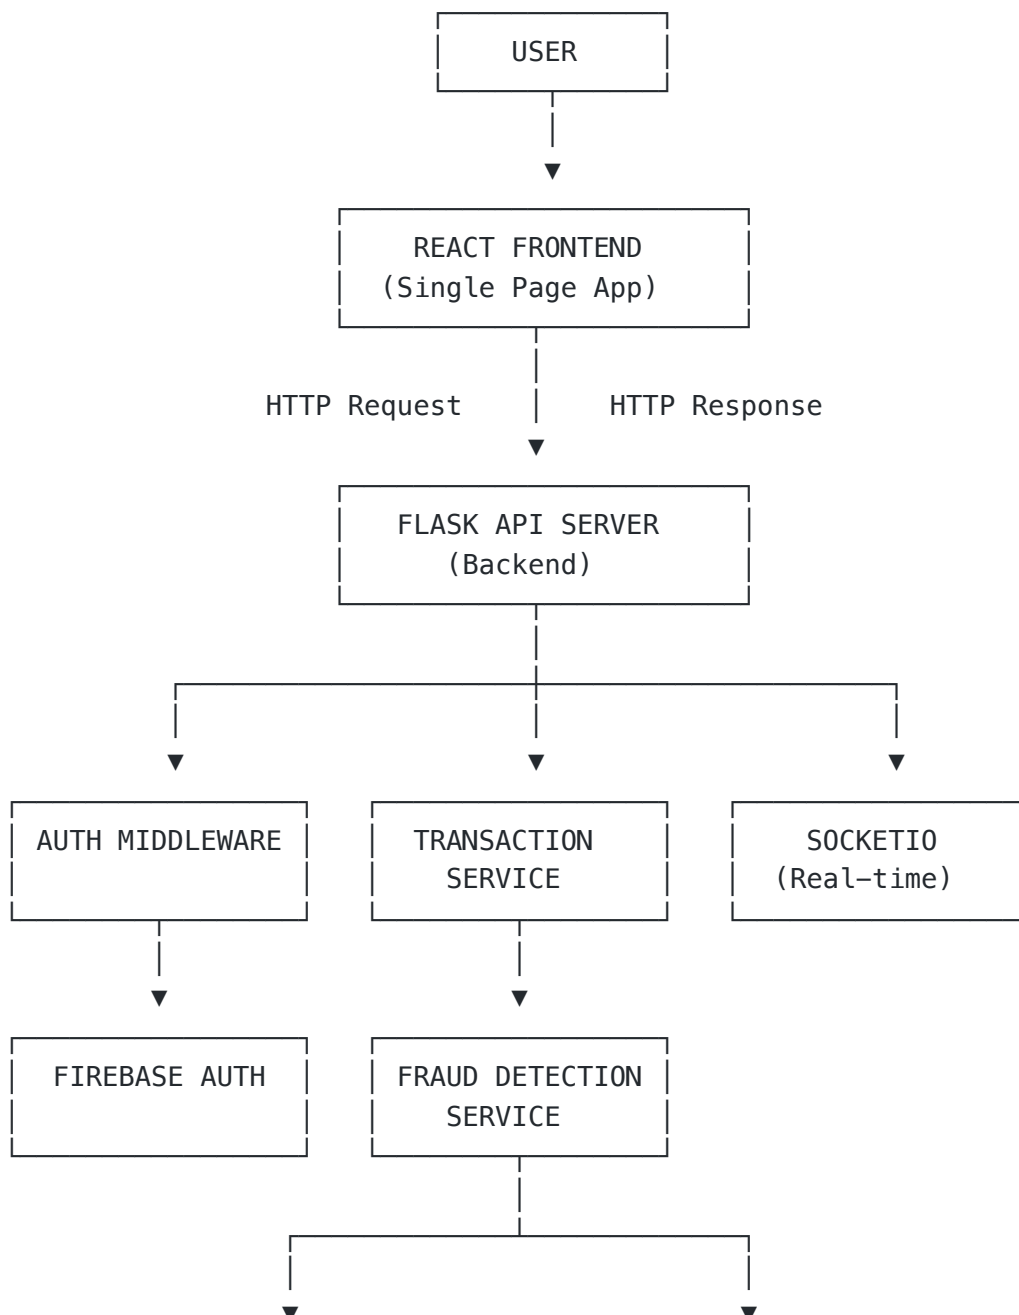 USER
REACT FRONTEND
(Single Page App)
HTTP Request HTTP Response
FLASK API SERVER
(Backend)
AUTH MIDDLEWARE TRANSACTION SOCKETIO
SERVICE (Real-time)
FIREBASE AUTH FRAUD DETECTION
SERVICE